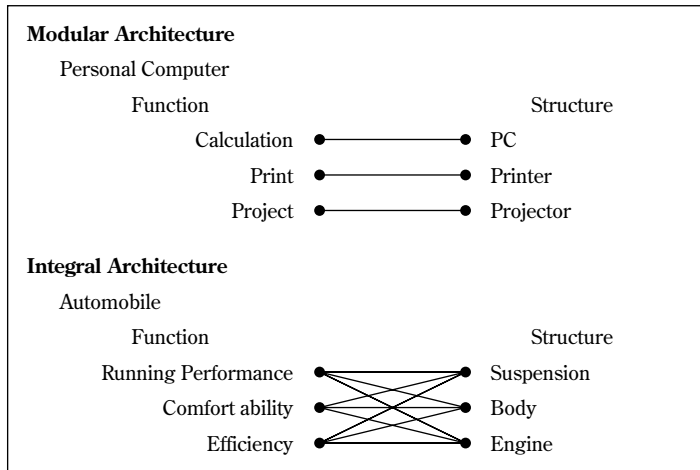 Modular Architecture
Personal Computer
Function Structure
Calculation PC
Print Printer
Project Projector
Integral Architecture
Automobile
Function Structure
Running Performance Suspension
Comfort ability Body
Efficiency Engine